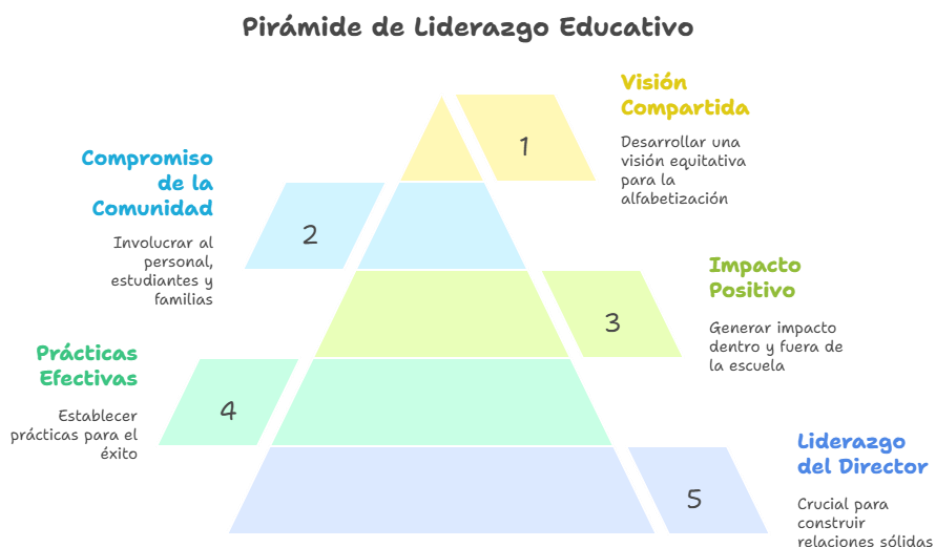 Pirámide de Liderazgo Educativo
Visión
Compartida
1
Desarrollar una
visión equitativa
para la
alfabetización
Compromiso
de la
Comunidad
2
Involucrar al
personal,
estudiantes y
familias
Impacto
Positivo
3
Generar impacto
dentro y fuera de
la escuela
Prácticas
Efectivas
4
Establecer
prácticas para el
éxito
Liderazgo
del Director
5
Crucial para
construir
relaciones sólidas